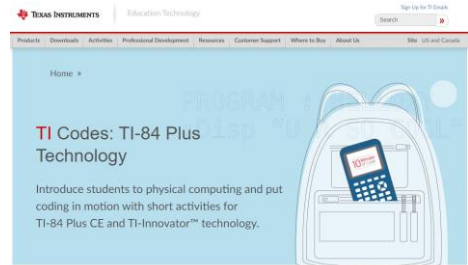 TEXAS INSTRUMENTS
Education Technology
Sign Up for TI Emails
Search »
Products Downloads Activities Professional Development Resources Customer Support Where to Buy About Us Site US and Canada
Home »
PROGRAM :
TI Codes: TI-84 Plus
Technology
10 Minutes
Introduce students to physical computing and put
coding in motion with short activities for
TI-84 Plus CE and TI-Innovator™ technology.